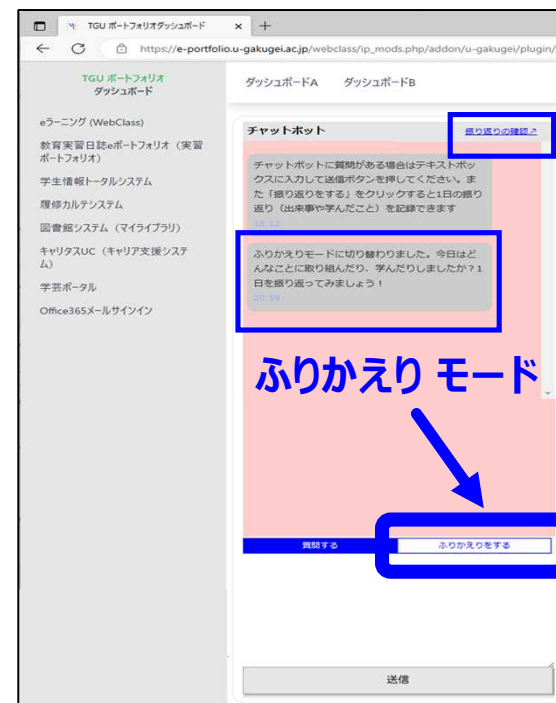 TGU ポートフォリオダッシュボード
https://e-portfolio.u-gakugei.ac.jp/webclass/ip_mods.php/addon/u-gakugei/plugin/
TGU ポートフォリオ
ダッシュボード
ダッシュボードA ダッシュボードB
eラーニング (WebClass)
教育実習日誌eポートフォリオ（実習
ポートフォリオ）
学生情報トータルシステム
履修カルテシステム
図書館システム（マイライブラリ）
キャリタスUC（キャリア支援システ
ム）
学芸ポータル
Office365メールサインイン
チャットボット
振り返りの確認↗
チャットボットに質問がある場合はテキストボッ
クスに入力して送信ボタンを押してください。ま
た「振り返りをする」をクリックすると1日の振り
返り（出来事や学んだこと）を記録できます
18:17
ふりかえりモードに切り替わりました。今日はど
んなことに取り組んだり、学んだりしましたか？1
日を振り返ってみましょう！
20:58
ふりかえり モード
質問する ふりかえりをする
送信